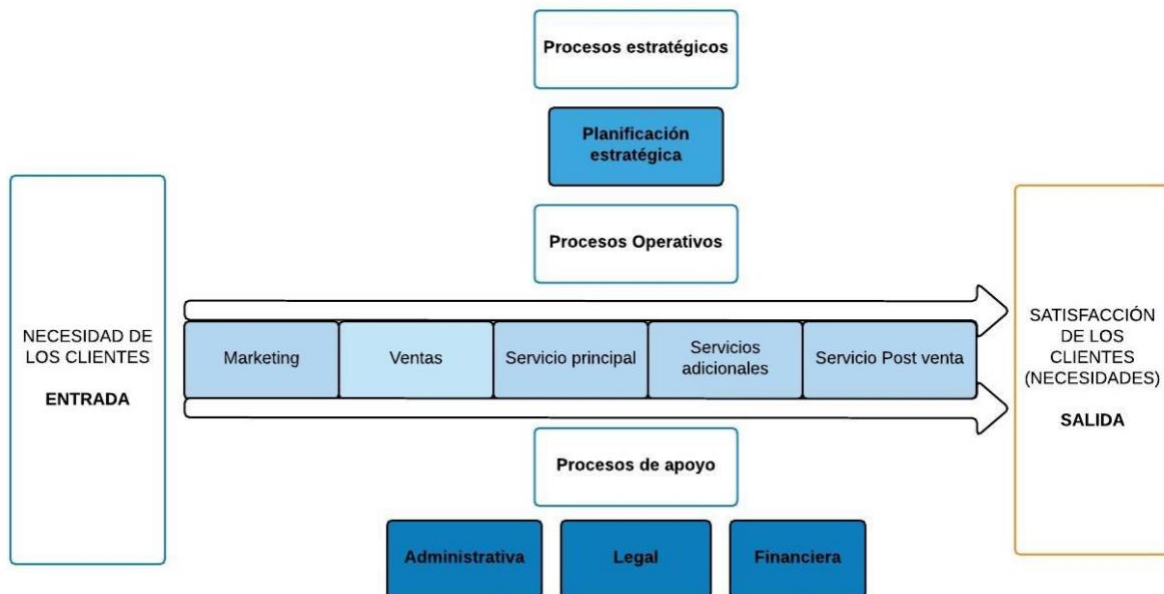 Procesos estratégicos
Planificación
estratégica
Procesos Operativos
NECESIDAD DE
LOS CLIENTES
ENTRADA
Marketing
Ventas
Servicio principal
Servicios
adicionales
Servicio Post venta
SATISFACCIÓN
DE LOS
CLIENTES
(NECESIDADES)
SALIDA
Procesos de apoyo
Administrativa
Legal
Financiera